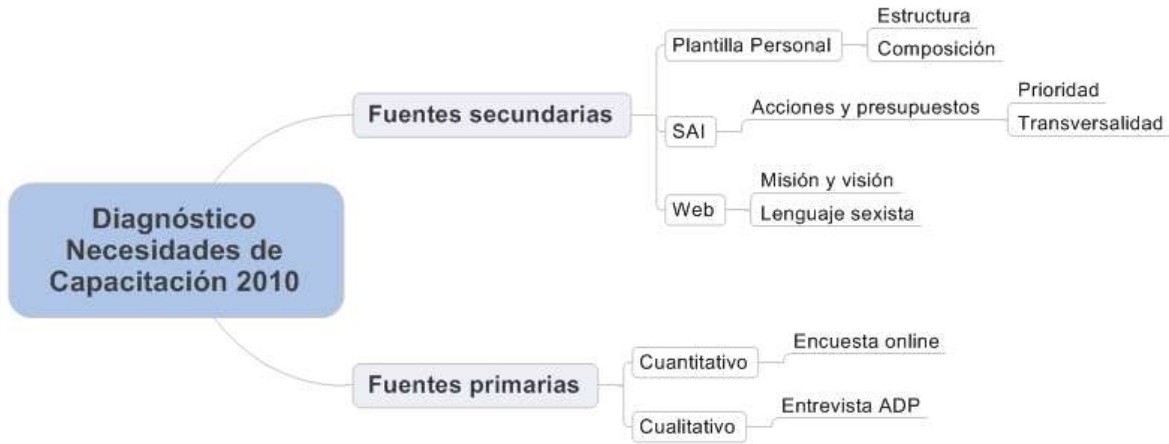 Diagnóstico
Necesidades de
Capacitación 2010
Fuentes secundarias
Plantilla Personal
Estructura
Composición
SAI
Acciones y presupuestos
Prioridad
Transversalidad
Web
Misión y visión
Lenguaje sexista
Fuentes primarias
Cuantitativo
Encuesta online
Cualitativo
Entrevista ADP